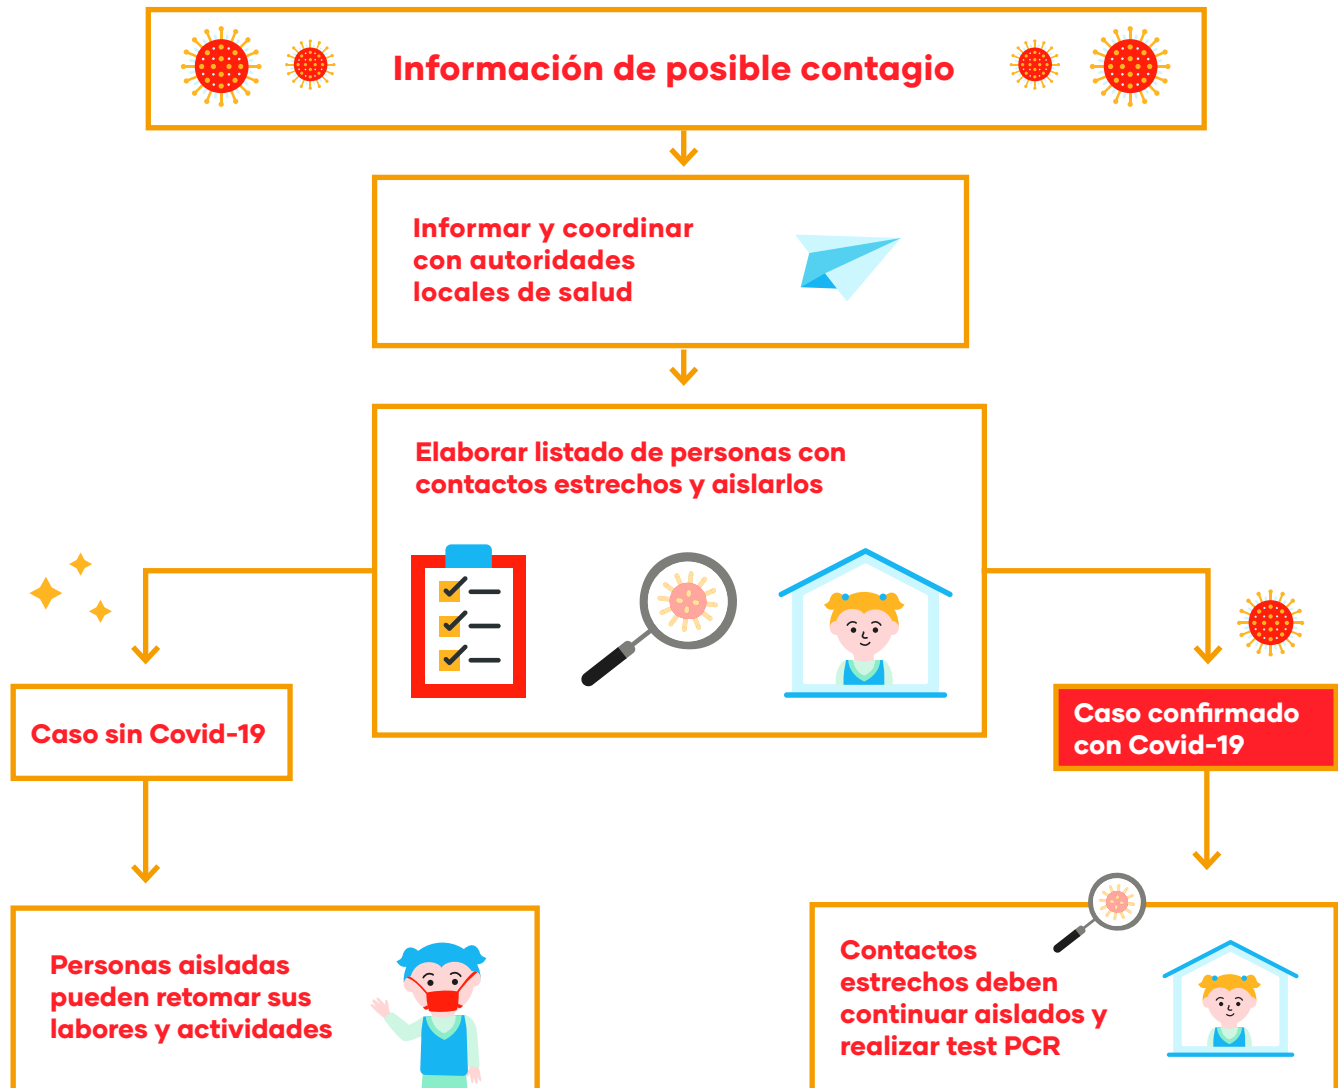 Información de posible contagio
Informar y coordinar
con autoridades
locales de salud
Elaborar listado de personas con
contactos estrechos y aislarlos
Caso sin Covid-19
Caso confirmado
con Covid-19
Personas aisladas
pueden retomar sus
labores y actividades
Contactos
estrechos deben
continuar aislados y
realizar test PCR